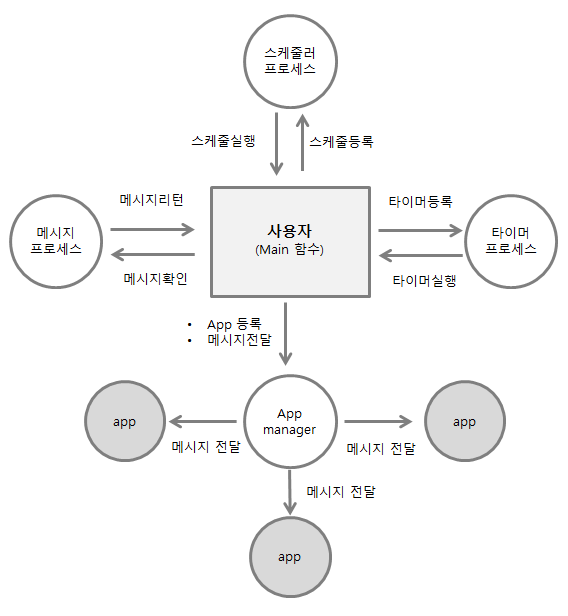 스케줄러
프로세스
스케줄실행
스케줄등록
메시지리턴
타이머등록
메시지
프로세스
사용자
(Main 함수)
타이머
프로세스
메시지확인
타이머실행
• App 등록
• 메시지전달
app
App
manager
app
메시지 전달
메시지 전달
메시지 전달
app